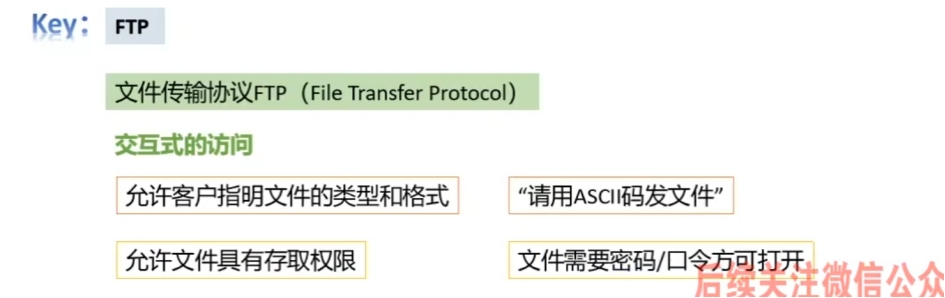 Key： FTP
文件传输协议FTP（File Transfer Protocol）
交互式的访问
允许客户指明文件的类型和格式 “请用ASCII码发文件”
允许文件具有存取权限 文件需要密码/口令方可打开
后续关注微信公众